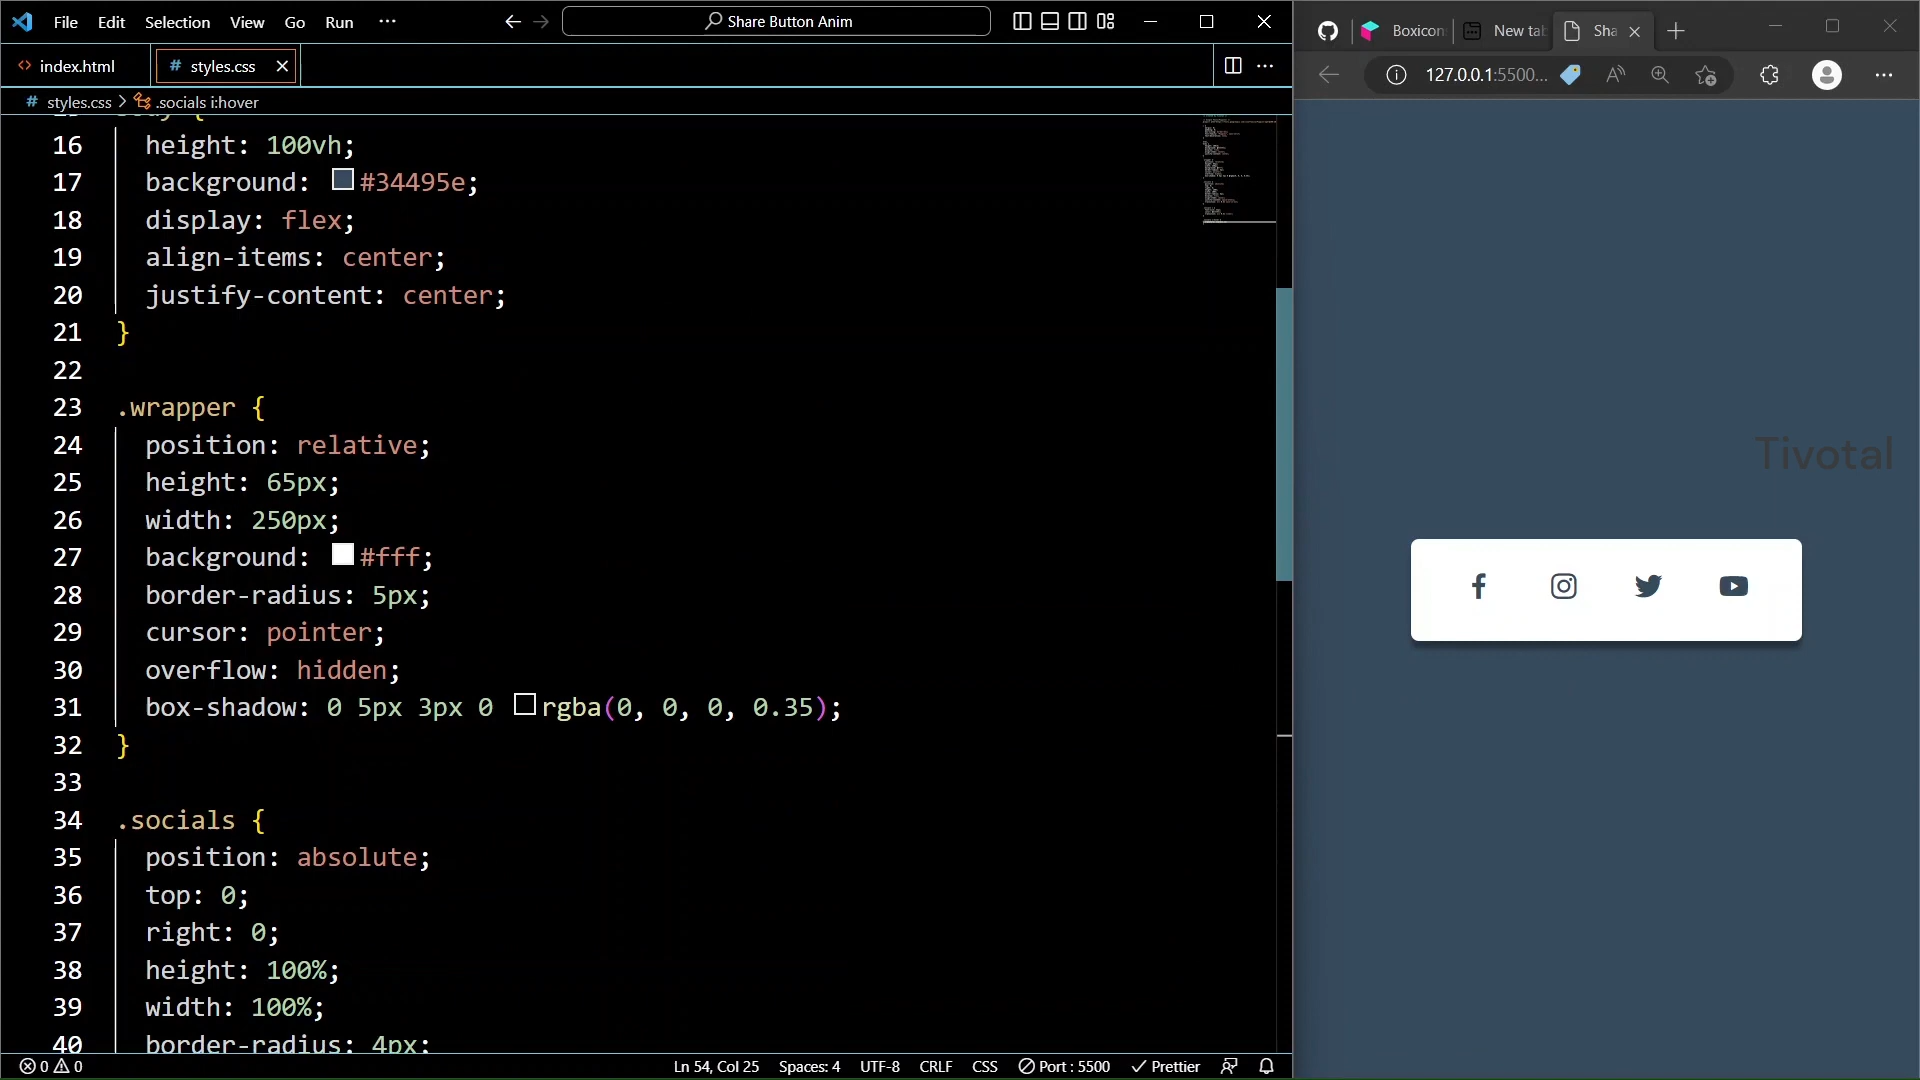 File Edit Selection View Go Run ···
Share Button Anim
index.html
# styles.css
# styles.css > .socials i:hover
16 height: 100vh;
17 background: #34495e;
18 display: flex;
19 align-items: center;
20 justify-content: center;
21 }
22
23 .wrapper {
24 position: relative;
25 height: 65px;
26 width: 250px;
27 background: #fff;
28 border-radius: 5px;
29 cursor: pointer;
30 overflow: hidden;
31 box-shadow: 0 5px 3px 0 rgba(0, 0, 0, 0.35);
32 }
33
34 .socials {
35 position: absolute;
36 top: 0;
37 right: 0;
38 height: 100%;
39 width: 100%;
40 border-radius: 4px;
0 0 Ln 54, Col 25 Spaces: 4 UTF-8 CRLF CSS Port : 5500 Prettier
Boxicon New tab Sha
127.0.0.1:5500...
Tivotal